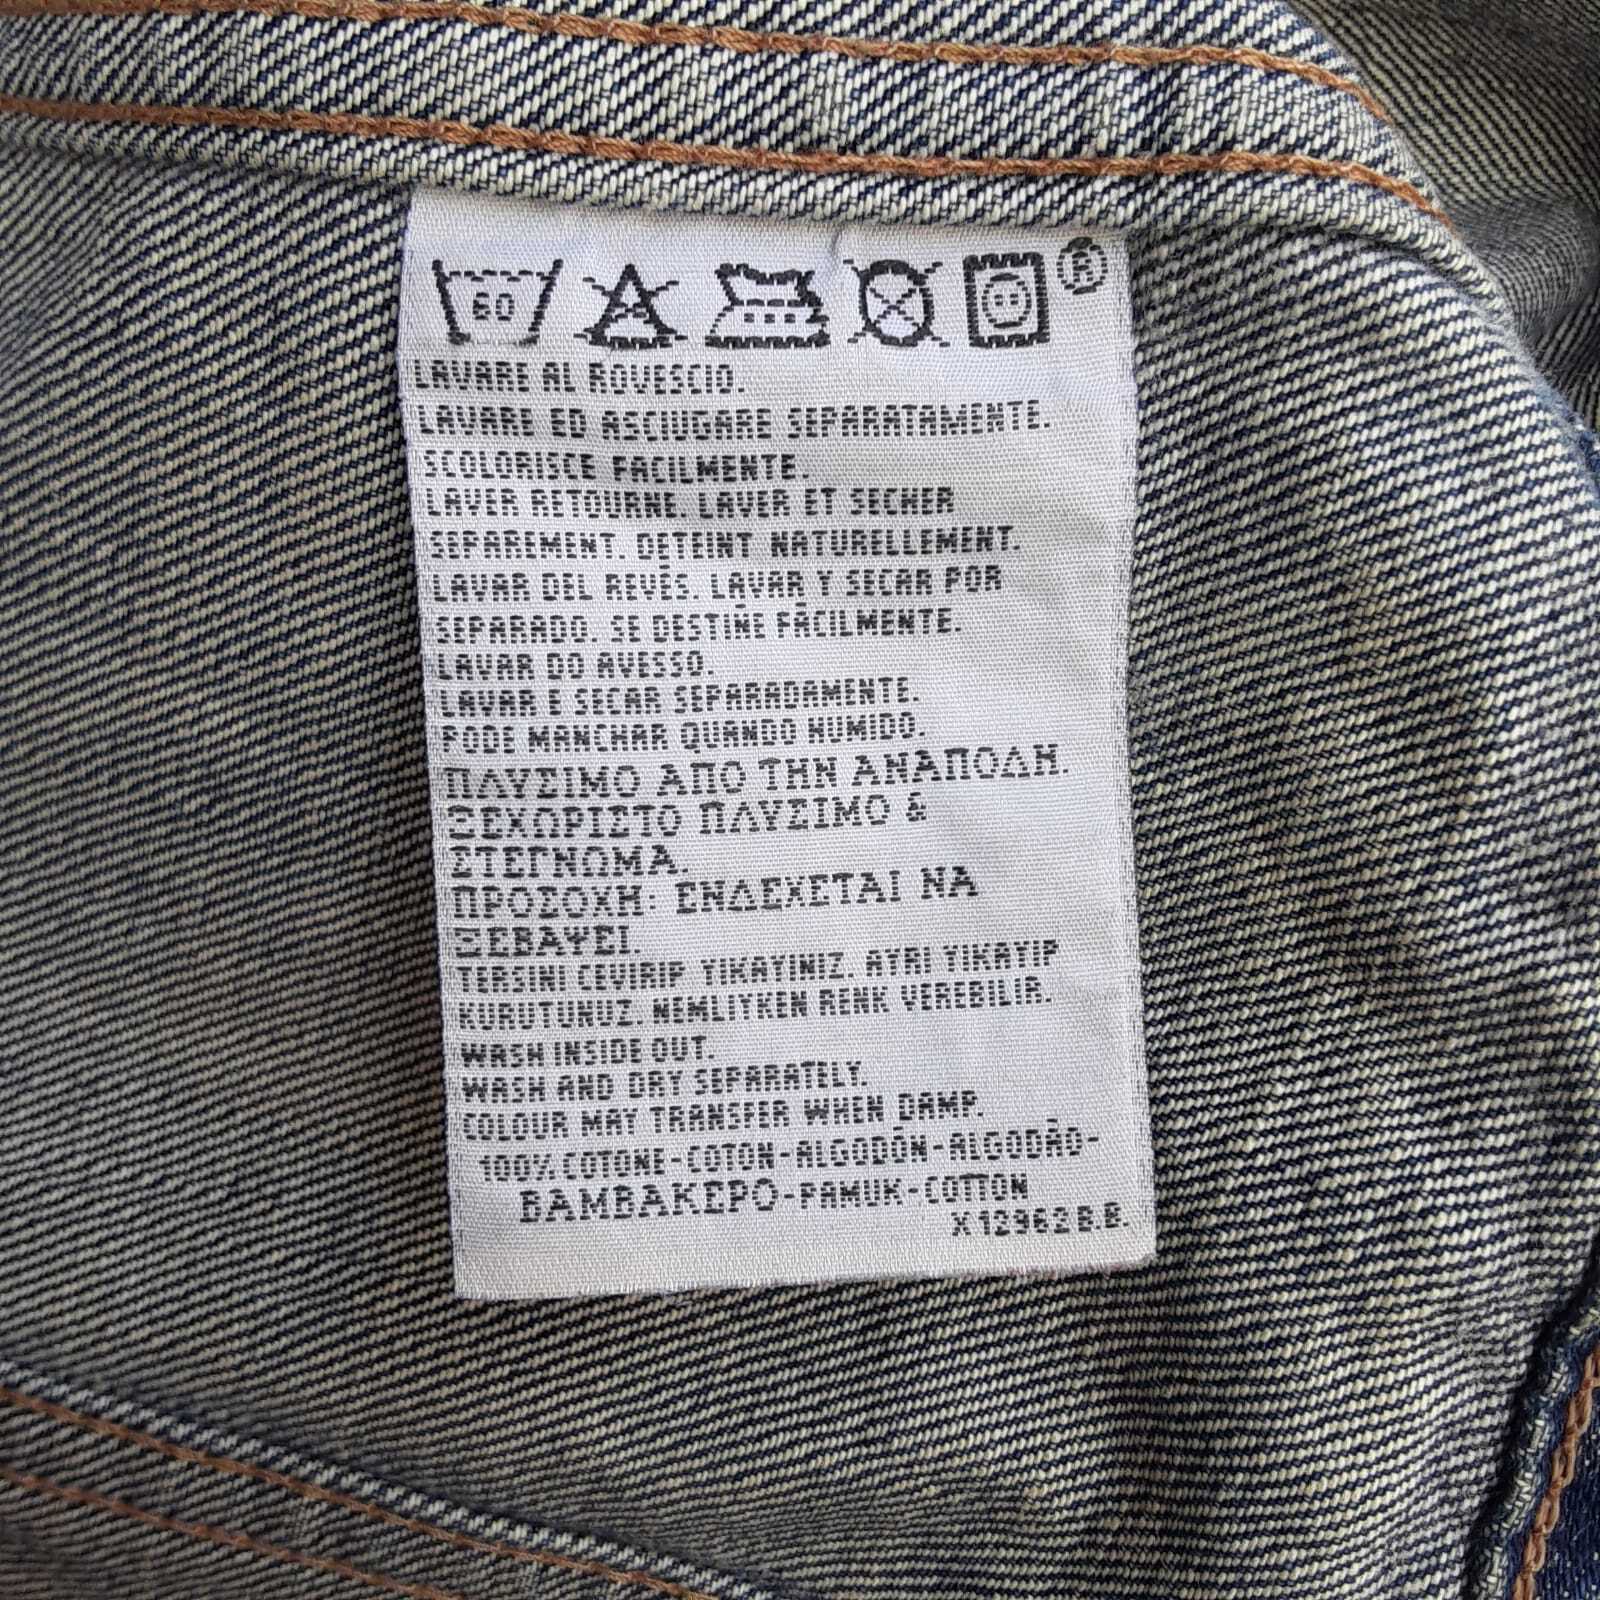 60
®
LAVARE AL ROVESCIO.
LAVARE ED ASCIUGARE SEPARATAMENTE.
SCOLORISCE FACILMENTE.
LAVER RETOURNE. LAVER ET SECHER
SEPAREMENT. DETEINT NATURELLEMENT.
LAVAR DEL REVÉS. LAVAR Y SECAR POR
SEPARADO. SE DESTIÑE FÁCILMENTE.
LAVAR DO AVESSO.
LAVAR E SECAR SEPARADAMENTE.
PODE MANCHAR QUANDO HUMIDO.
ΠΛΥΣΙΜΟ ΑΠΟ ΤΗΝ ΑΝΑΠΟΔΗ.
ΞΕΧΩΡΙΣΤΟ ΠΛΥΣΙΜΟ &
ΣΤΕΓΝΩΜΑ.
ΠΡΟΣΟΧΗ: ΕΝΔΕΧΕΤΑΙ ΝΑ
ΞΕΒΑΨΕΙ.
TERSINI CEVIRIP YIKAYINIZ. AYRI YIKAYIP
KURUTUNUZ. NEMLIYKEN RENK VEREBILIR.
WASH INSIDE OUT.
WASH AND DRY SEPARATELY.
COLOUR MAY TRANSFER WHEN DAMP.
100% COTONE-COTON-ALGODÓN-ALGODÃO-
ΒΑΜΒΑΚΕΡΟ-PAMUK-COTTON
X12962 B.B.